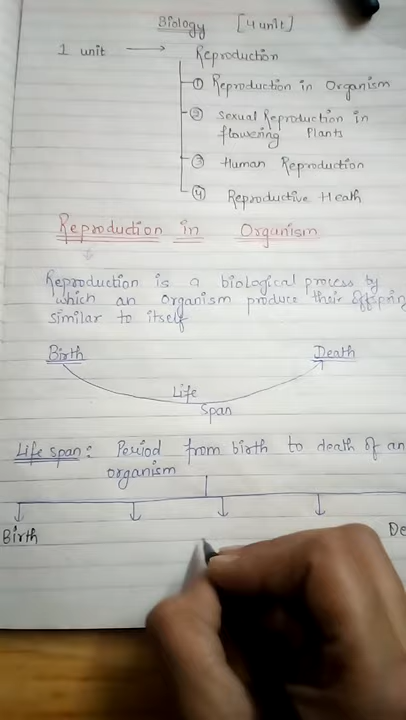 Biology [4 unit]
1 unit → Reproduction
① Reproduction in Organism
② Sexual Reproduction in
flowering Plants
③ Human Reproduction
④ Reproductive Heath
Reproduction in Organism
Reproduction is a biological process by
which an organism produce their offspring
similar to itself
Birth Death
Life
Span
Life span: Period from birth to death of an
organism
Birth De